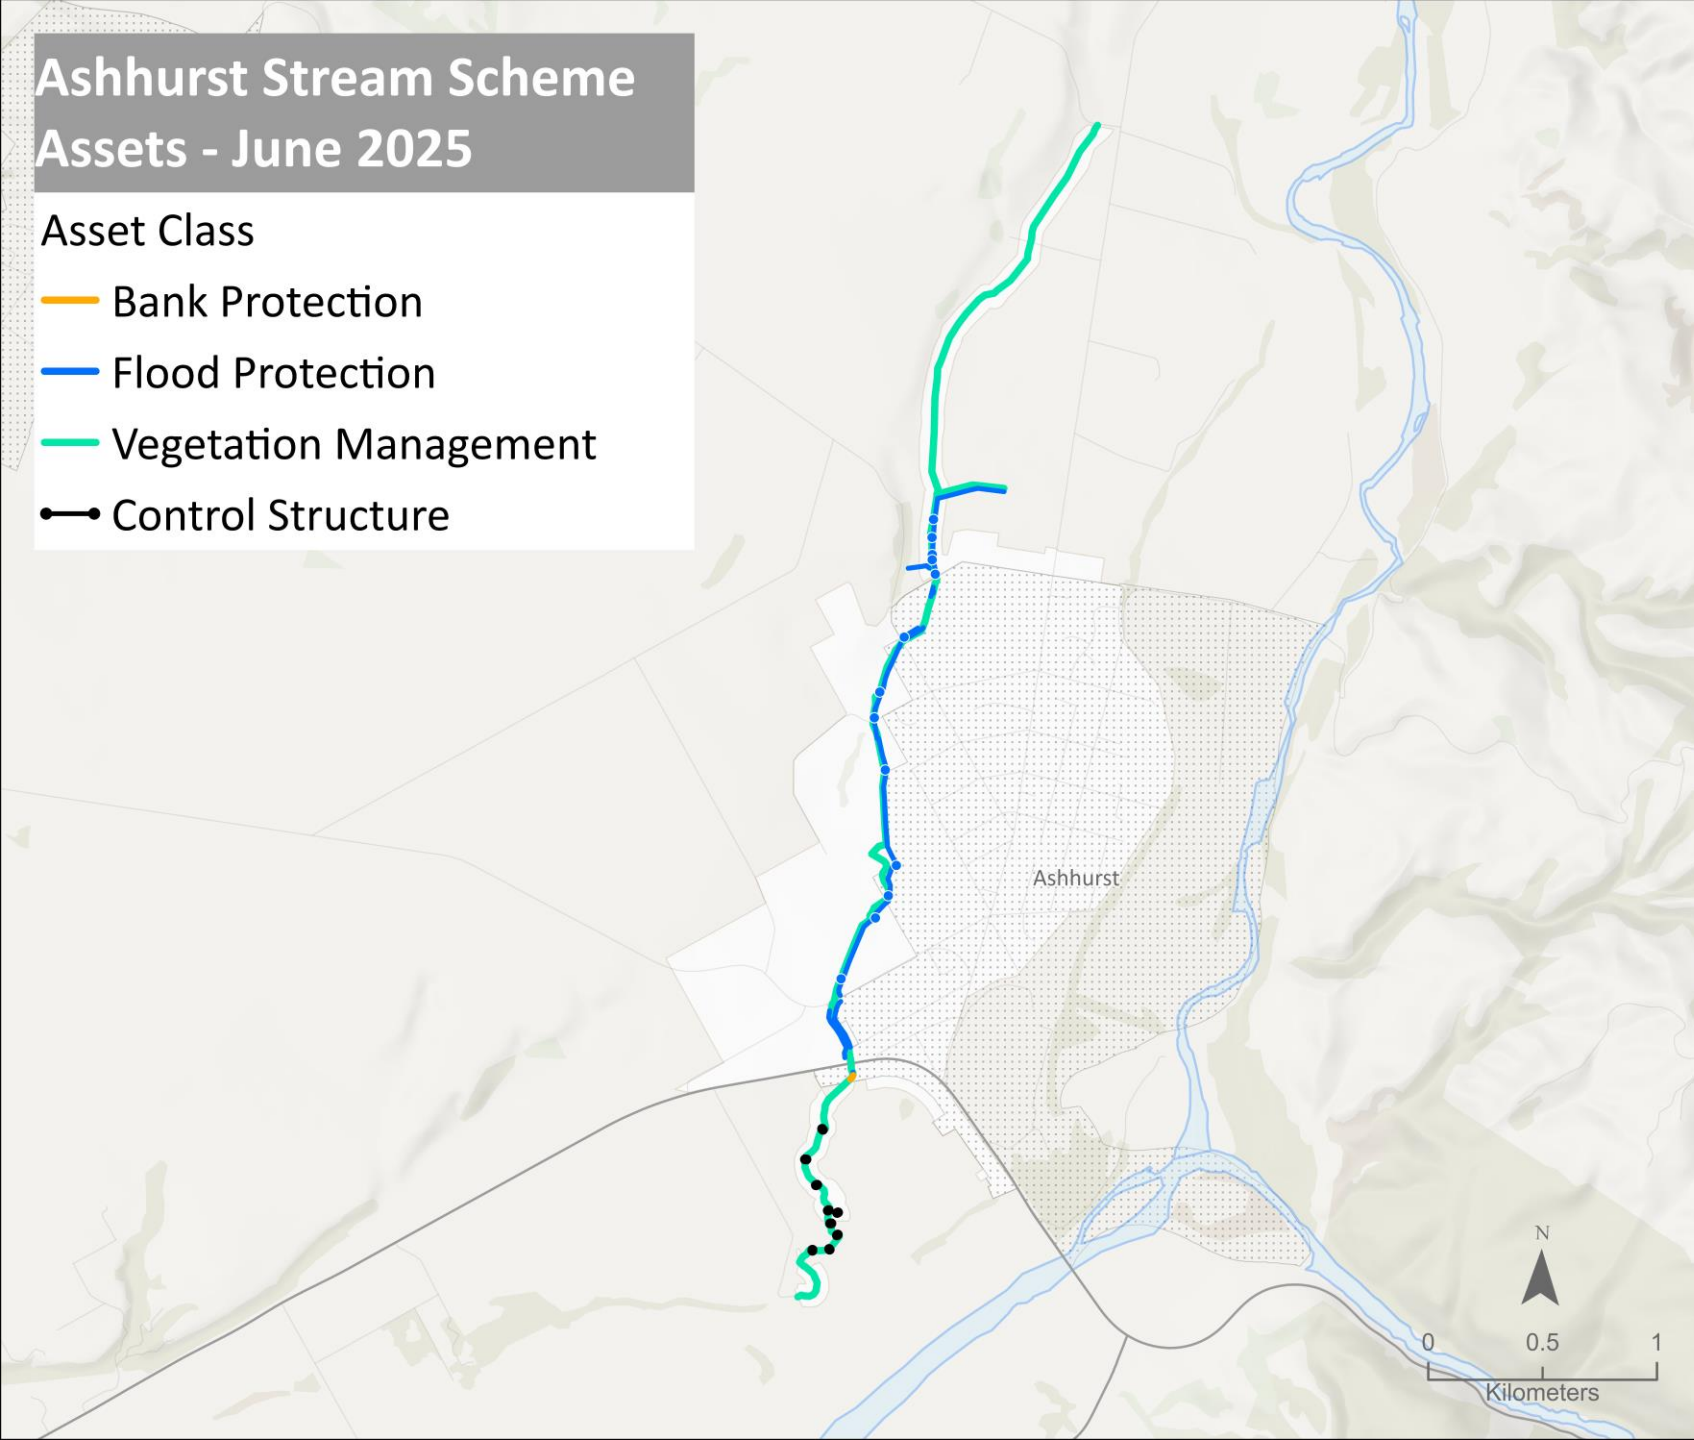 Ashhurst Stream Scheme
Assets - June 2025
Asset Class
Bank Protection
Flood Protection
Vegetation Management
Control Structure
Ashhurst
N
0 0.5 1
Kilometers